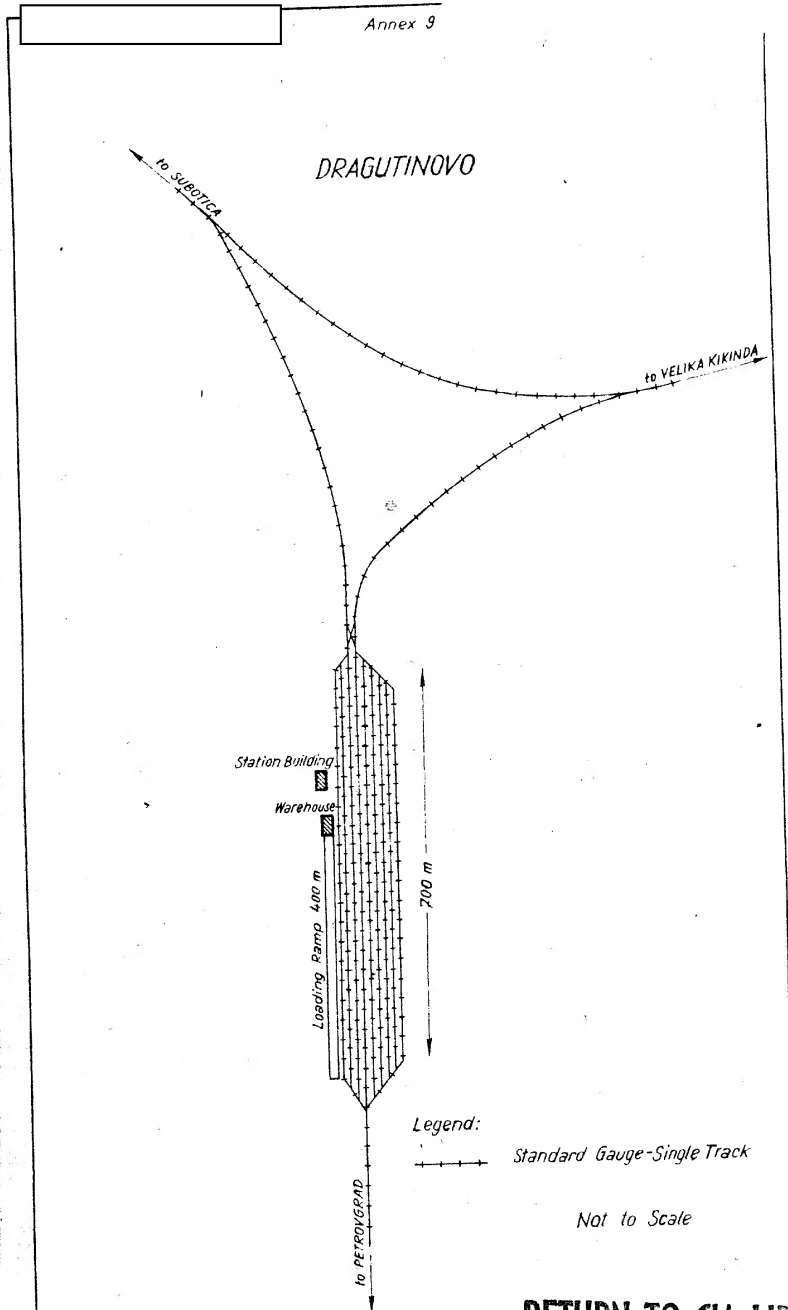 Annex 9
DRAGUTINOVO
to SUBOTICA
to VELIKA KIKINDA
Station Building
Warehouse
Loading Ramp 400 m
700 m
Legend:
Standard Gauge-Single Track
Not to Scale
to PETROVGRAD
RETURN TO